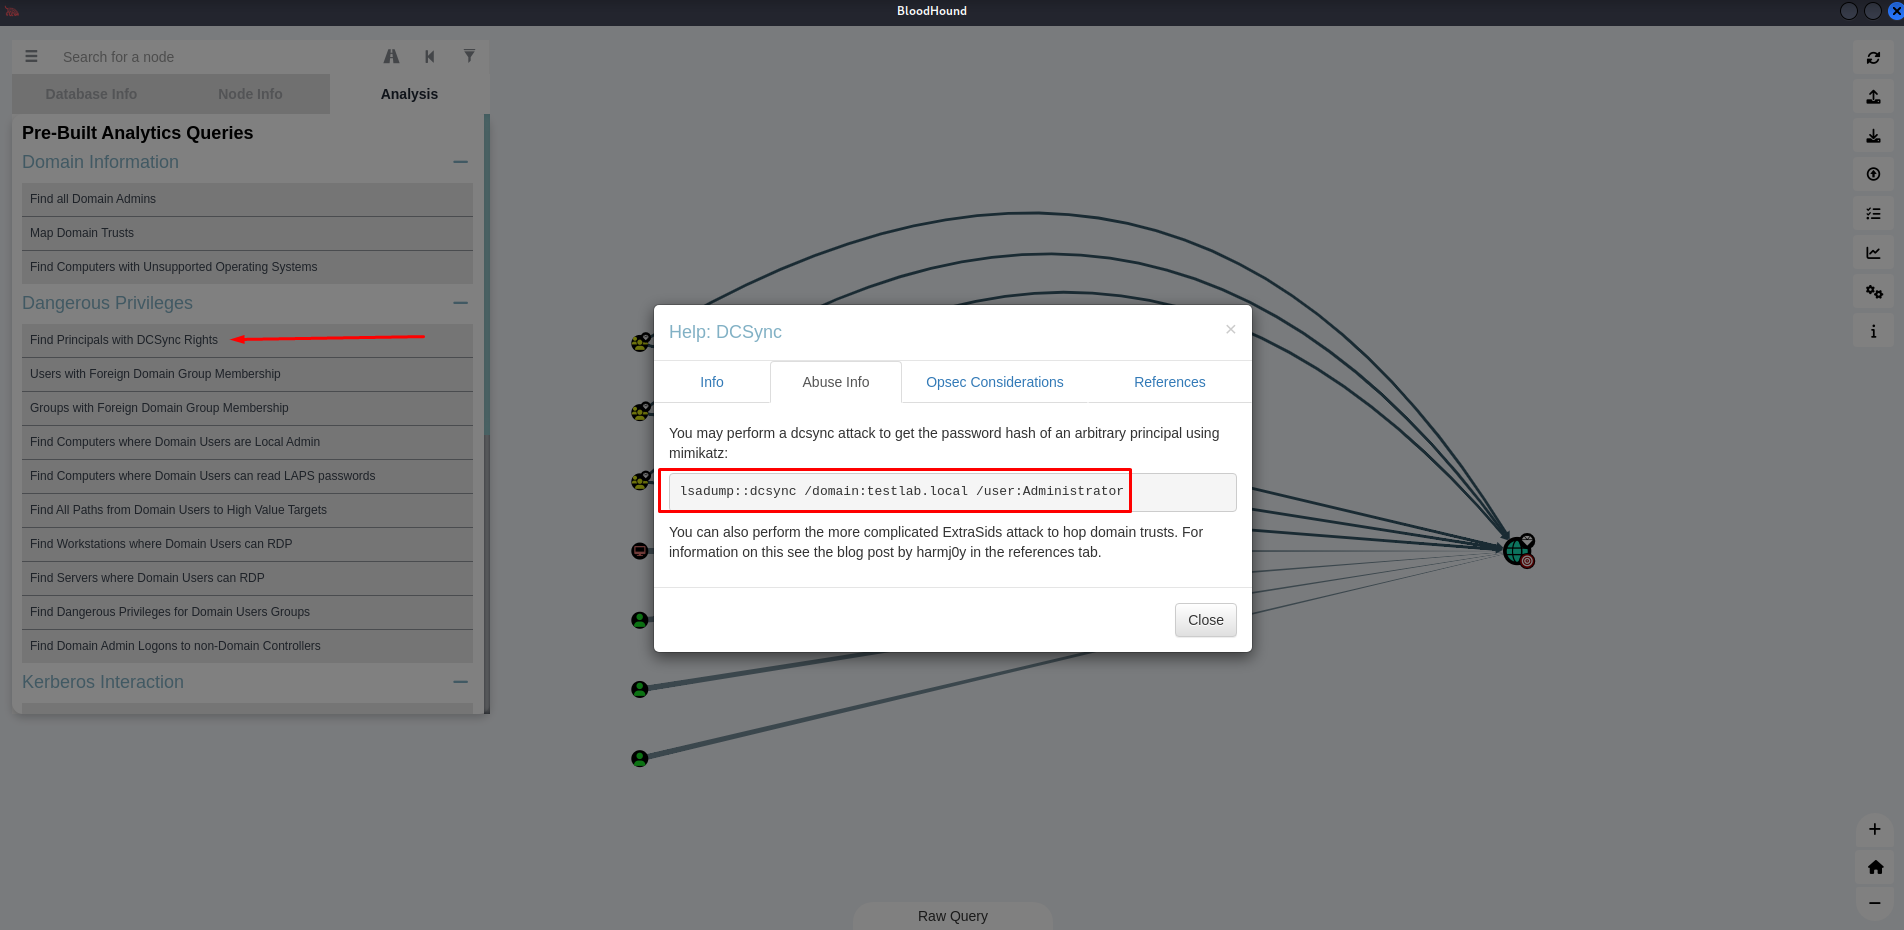 BloodHound
Search for a node
Database Info
Node Info
Analysis
Pre-Built Analytics Queries
Domain Information
Find all Domain Admins
Map Domain Trusts
Find Computers with Unsupported Operating Systems
Dangerous Privileges
Find Principals with DCSync Rights
Users with Foreign Domain Group Membership
Groups with Foreign Domain Group Membership
Find Computers where Domain Users are Local Admin
Find Computers where Domain Users can read LAPS passwords
Find All Paths from Domain Users to High Value Targets
Find Workstations where Domain Users can RDP
Find Servers where Domain Users can RDP
Find Dangerous Privileges for Domain Users Groups
Find Domain Admin Logons to non-Domain Controllers
Kerberos Interaction
Help: DCSync
×
Info
Abuse Info
Opsec Considerations
References
You may perform a dcsync attack to get the password hash of an arbitrary principal using
mimikatz:
lsadump::dcsync /domain:testlab.local /user:Administrator
You can also perform the more complicated ExtraSids attack to hop domain trusts. For
information on this see the blog post by harmj0y in the references tab.
Close
Raw Query